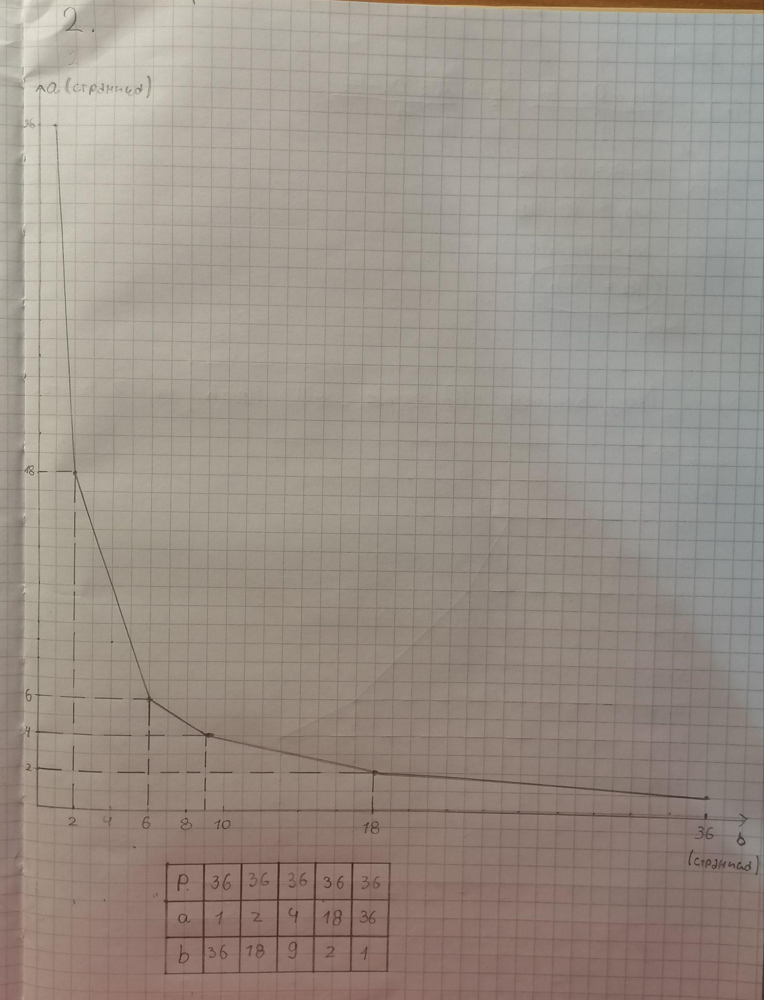 2.
a (страница)
36
18
6
4
2
2 4 6 8 10 18 36 b
(страница)
P. 36 36 36 36 36
a 1 2 4 18 36
b 36 18 9 2 1